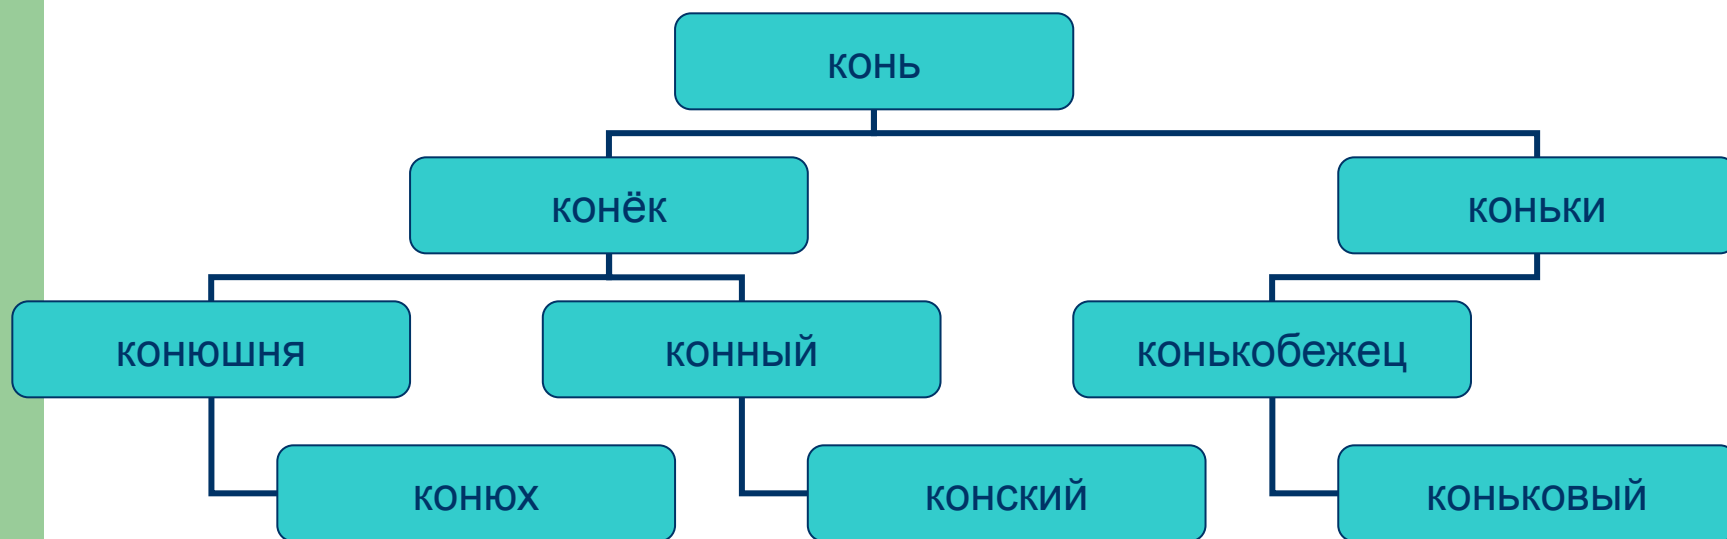 конь
конёк
коньки
конюшня
конный
конькобежец
конюх
конский
коньковый